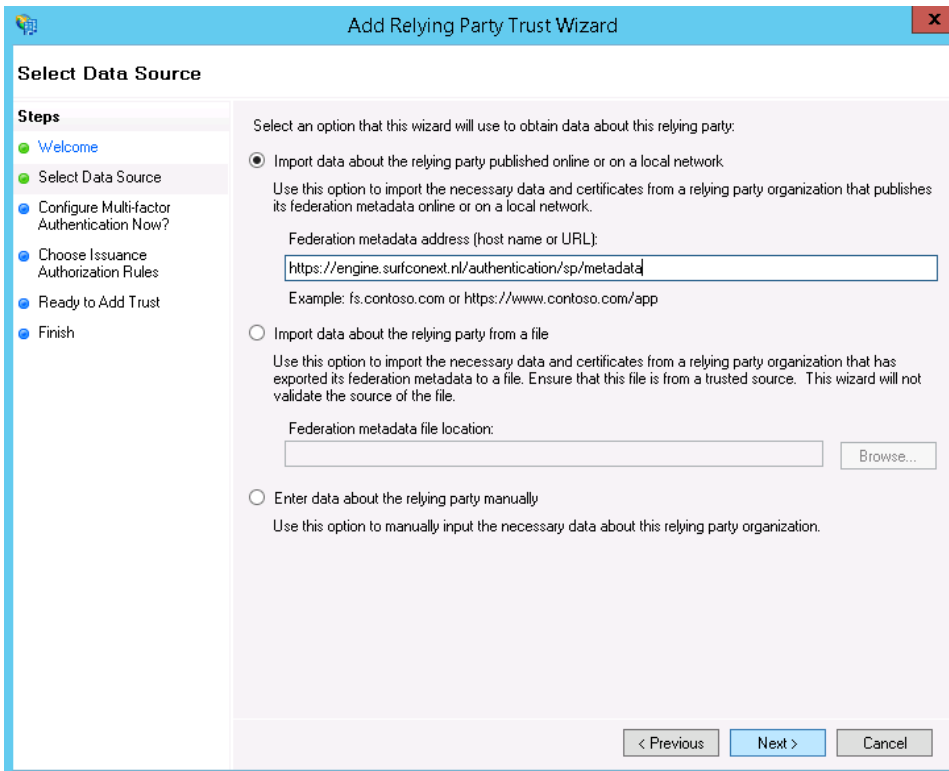 Add Relying Party Trust Wizard
x
Select Data Source
Steps
Welcome
Select Data Source
Configure Multi-factor
Authentication Now?
Choose Issuance
Authorization Rules
Ready to Add Trust
Finish
Select an option that this wizard will use to obtain data about this relying party:
Import data about the relying party published online or on a local network
Use this option to import the necessary data and certificates from a relying party organization that publishes
its federation metadata online or on a local network.
Federation metadata address (host name or URL):
https://engine.surfconext.nl/authentication/sp/metadata
Example: fs.contoso.com or https://www.contoso.com/app
Import data about the relying party from a file
Use this option to import the necessary data and certificates from a relying party organization that has
exported its federation metadata to a file. Ensure that this file is from a trusted source.  This wizard will not
validate the source of the file.
Federation metadata file location:
Browse...
Enter data about the relying party manually
Use this option to manually input the necessary data about this relying party organization.
< Previous
Next >
Cancel